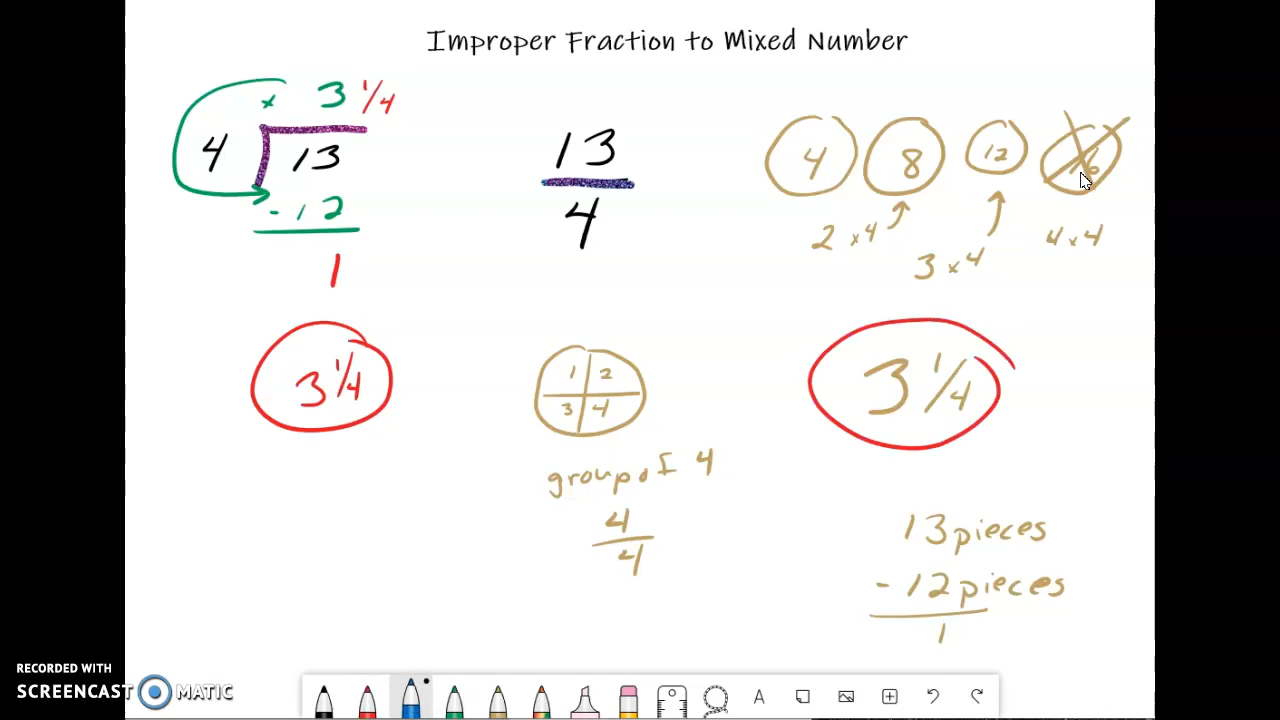 Improper Fraction to Mixed Number
x 3 1/4
4 13
- 12
1
3 1/4
13
4
4 8 12 16
2 x 4
3 x 4
4 x 4
1 2
3 4
group of 4
4
4
3 1/4
13 pieces
- 12 pieces
1
RECORDED WITH
SCREENCAST MATIC
A